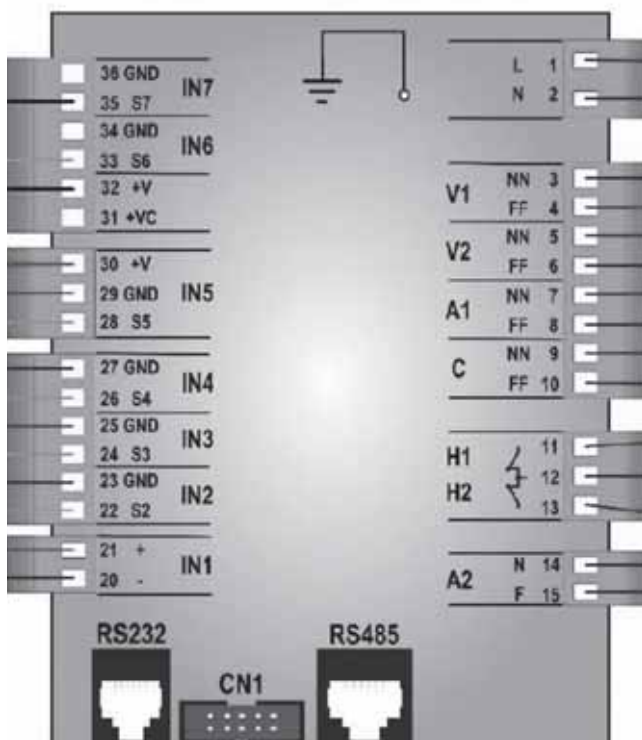 36 GND
35 S7
IN7
34 GND
33 S6
IN6
32 +V
31 +VC
30 +V
29 GND
28 S5
IN5
27 GND
26 S4
IN4
25 GND
24 S3
IN3
23 GND
22 S2
IN2
21 +
20 -
IN1
L 1
N 2
V1
NN 3
FF 4
V2
NN 5
FF 6
A1
NN 7
FF 8
C
NN 9
FF 10
H1
H2
11
12
13
A2
N 14
F 15
RS232
CN1
RS485